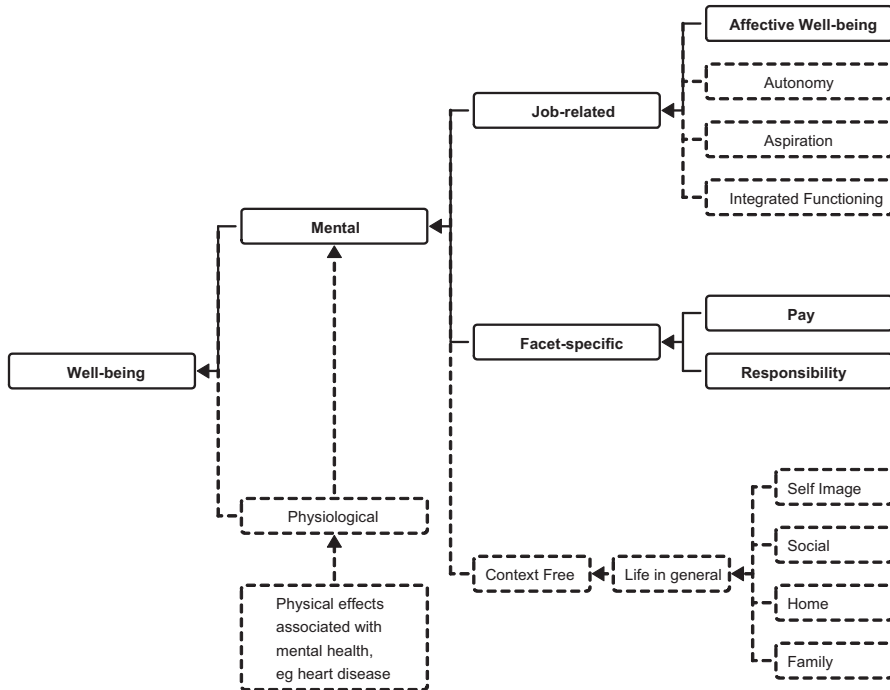 Affective Well-being
Autonomy
Job-related
Aspiration
Integrated Functioning
Mental
Pay
Facet-specific
Well-being
Responsibility
Self Image
Physiological
Social
Context Free
Life in general
Physical effects
associated with
mental health,
eg heart disease
Home
Family